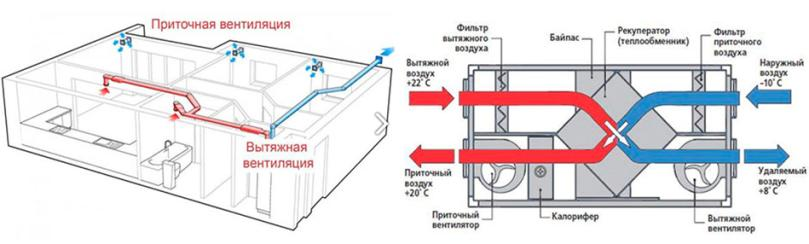 Приточная вентиляция
Вытяжная
вентиляция
Фильтр
вытяжного
воздуха
Байпас
Рекуператор
(теплообменник)
Фильтр
приточного
воздуха
Вытяжной
воздух
+22°C
Наружный
воздух
-10°C
Приточный
воздух
+20°C
Удаляемый
воздух
+8°C
Приточный
вентилятор
Калорифер
Вытяжной
вентилятор